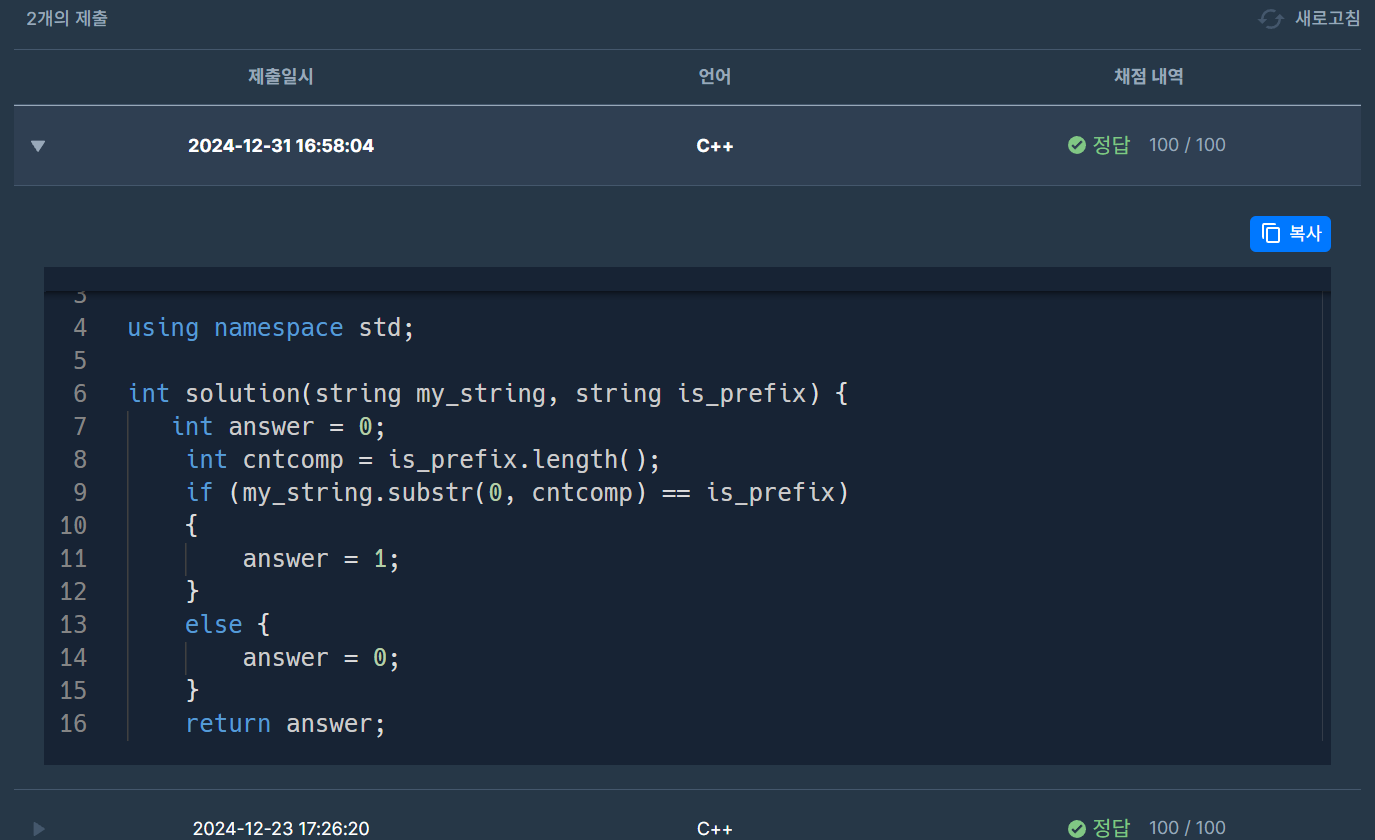 2개의 제출
새로고침
제출일시 언어 채점 내역
2024-12-31 16:58:04 C++ 정답 100 / 100
복사
3
4 using namespace std;
5
6 int solution(string my_string, string is_prefix) {
7 int answer = 0;
8 int cntcomp = is_prefix.length();
9 if (my_string.substr(0, cntcomp) == is_prefix)
10 {
11 answer = 1;
12 }
13 else {
14 answer = 0;
15 }
16 return answer;
2024-12-23 17:26:20 C++ 정답 100 / 100